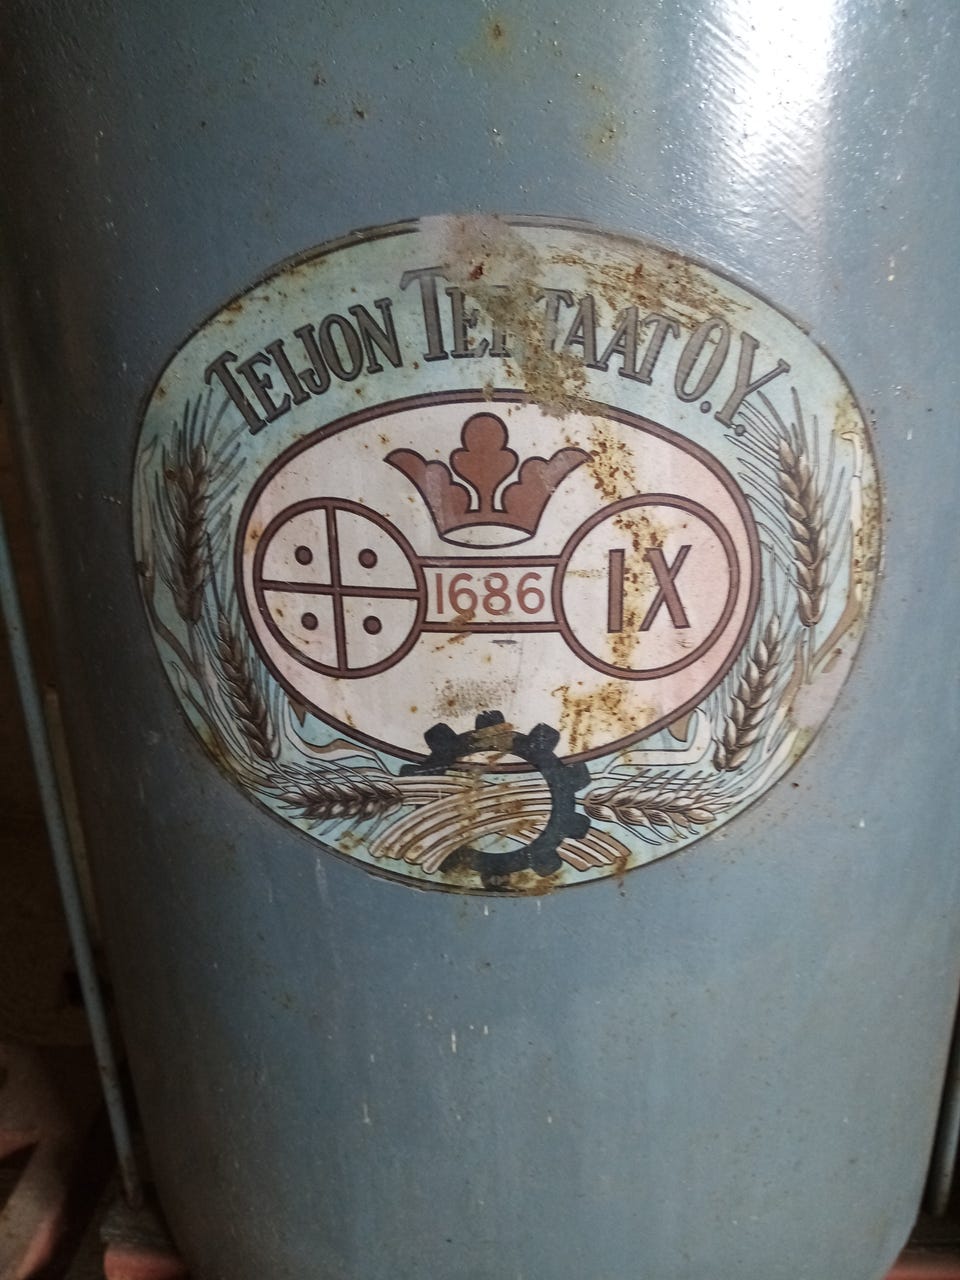 TEIJON TEHTAAT O.Y.
1686
IX